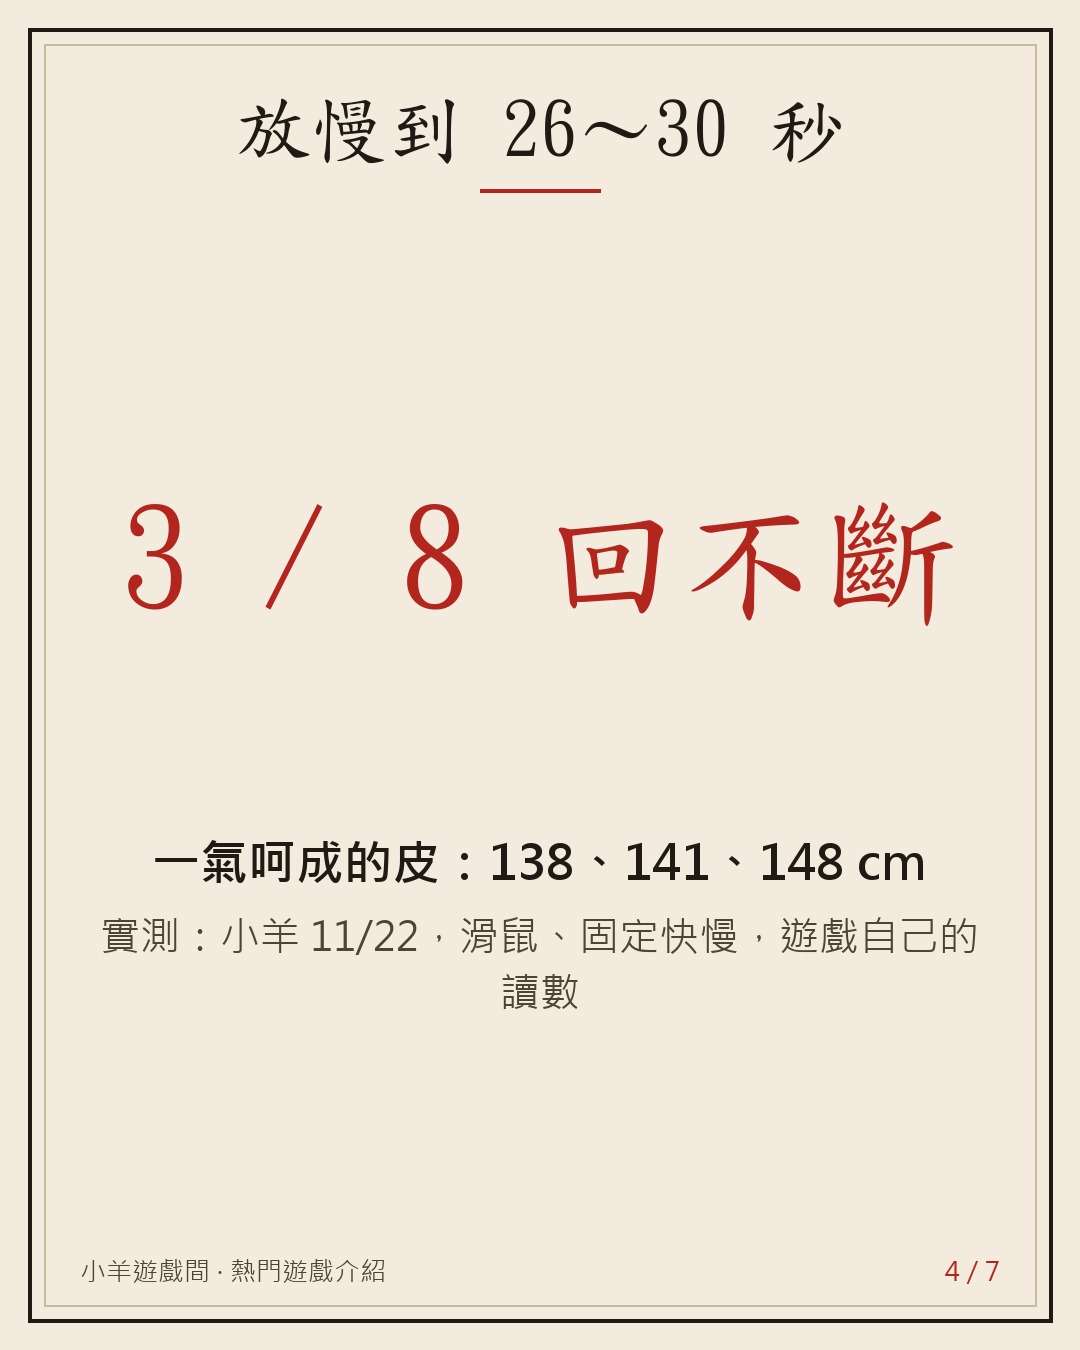 放慢到 26～30 秒
3 / 8 回不斷
一氣呵成的皮：138、141、148 cm
實測：小羊 11/22，滑鼠、固定快慢，遊戲自己的
讀數
小羊遊戲間 · 熱門遊戲介紹
4 / 7